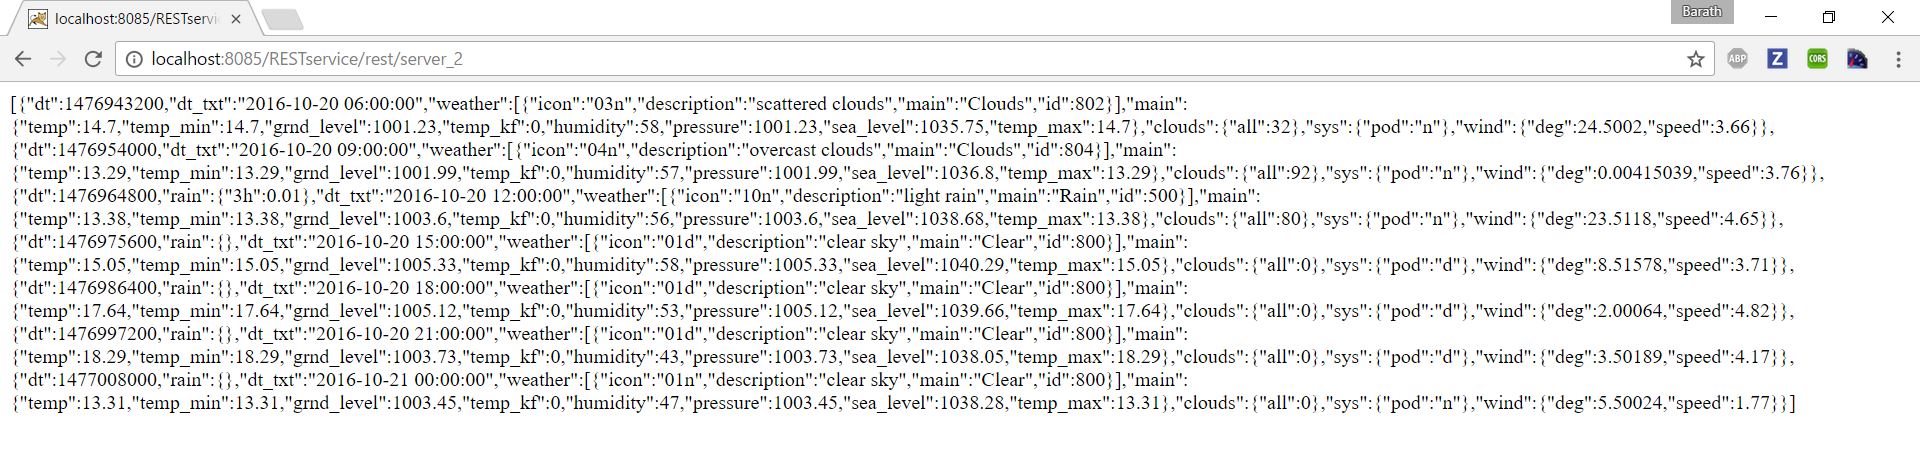 localhost:8085/RESTservi
Barath
localhost:8085/RESTservice/rest/server_2
ABP
Z
CORS
[{"dt":1476943200,"dt_txt":"2016-10-20 06:00:00","weather":[{"icon":"03n","description":"scattered clouds","main":"Clouds","id":802}],"main":
{"temp":14.7,"temp_min":14.7,"grnd_level":1001.23,"temp_kf":0,"humidity":58,"pressure":1001.23,"sea_level":1035.75,"temp_max":14.7},"clouds":{"all":32},"sys":{"pod":"n"},"wind":{"deg":24.5002,"speed":3.66}},
{"dt":1476954000,"dt_txt":"2016-10-20 09:00:00","weather":[{"icon":"04n","description":"overcast clouds","main":"Clouds","id":804}],"main":
{"temp":13.29,"temp_min":13.29,"grnd_level":1001.99,"temp_kf":0,"humidity":57,"pressure":1001.99,"sea_level":1036.8,"temp_max":13.29},"clouds":{"all":92},"sys":{"pod":"n"},"wind":{"deg":0.00415039,"speed":3.76}},
{"dt":1476964800,"rain":{"3h":0.01},"dt_txt":"2016-10-20 12:00:00","weather":[{"icon":"10n","description":"light rain","main":"Rain","id":500}],"main":
{"temp":13.38,"temp_min":13.38,"grnd_level":1003.6,"temp_kf":0,"humidity":56,"pressure":1003.6,"sea_level":1038.68,"temp_max":13.38},"clouds":{"all":80},"sys":{"pod":"n"},"wind":{"deg":23.5118,"speed":4.65}},
{"dt":1476975600,"rain":{},"dt_txt":"2016-10-20 15:00:00","weather":[{"icon":"01d","description":"clear sky","main":"Clear","id":800}],"main":
{"temp":15.05,"temp_min":15.05,"grnd_level":1005.33,"temp_kf":0,"humidity":58,"pressure":1005.33,"sea_level":1040.29,"temp_max":15.05},"clouds":{"all":0},"sys":{"pod":"d"},"wind":{"deg":8.51578,"speed":3.71}},
{"dt":1476986400,"rain":{},"dt_txt":"2016-10-20 18:00:00","weather":[{"icon":"01d","description":"clear sky","main":"Clear","id":800}],"main":
{"temp":17.64,"temp_min":17.64,"grnd_level":1005.12,"temp_kf":0,"humidity":53,"pressure":1005.12,"sea_level":1039.66,"temp_max":17.64},"clouds":{"all":0},"sys":{"pod":"d"},"wind":{"deg":2.00064,"speed":4.82}},
{"dt":1476997200,"rain":{},"dt_txt":"2016-10-20 21:00:00","weather":[{"icon":"01d","description":"clear sky","main":"Clear","id":800}],"main":
{"temp":18.29,"temp_min":18.29,"grnd_level":1003.73,"temp_kf":0,"humidity":43,"pressure":1003.73,"sea_level":1038.05,"temp_max":18.29},"clouds":{"all":0},"sys":{"pod":"d"},"wind":{"deg":3.50189,"speed":4.17}},
{"dt":1477008000,"rain":{},"dt_txt":"2016-10-21 00:00:00","weather":[{"icon":"01n","description":"clear sky","main":"Clear","id":800}],"main":
{"temp":13.31,"temp_min":13.31,"grnd_level":1003.45,"temp_kf":0,"humidity":47,"pressure":1003.45,"sea_level":1038.28,"temp_max":13.31},"clouds":{"all":0},"sys":{"pod":"n"},"wind":{"deg":5.50024,"speed":1.77}}]